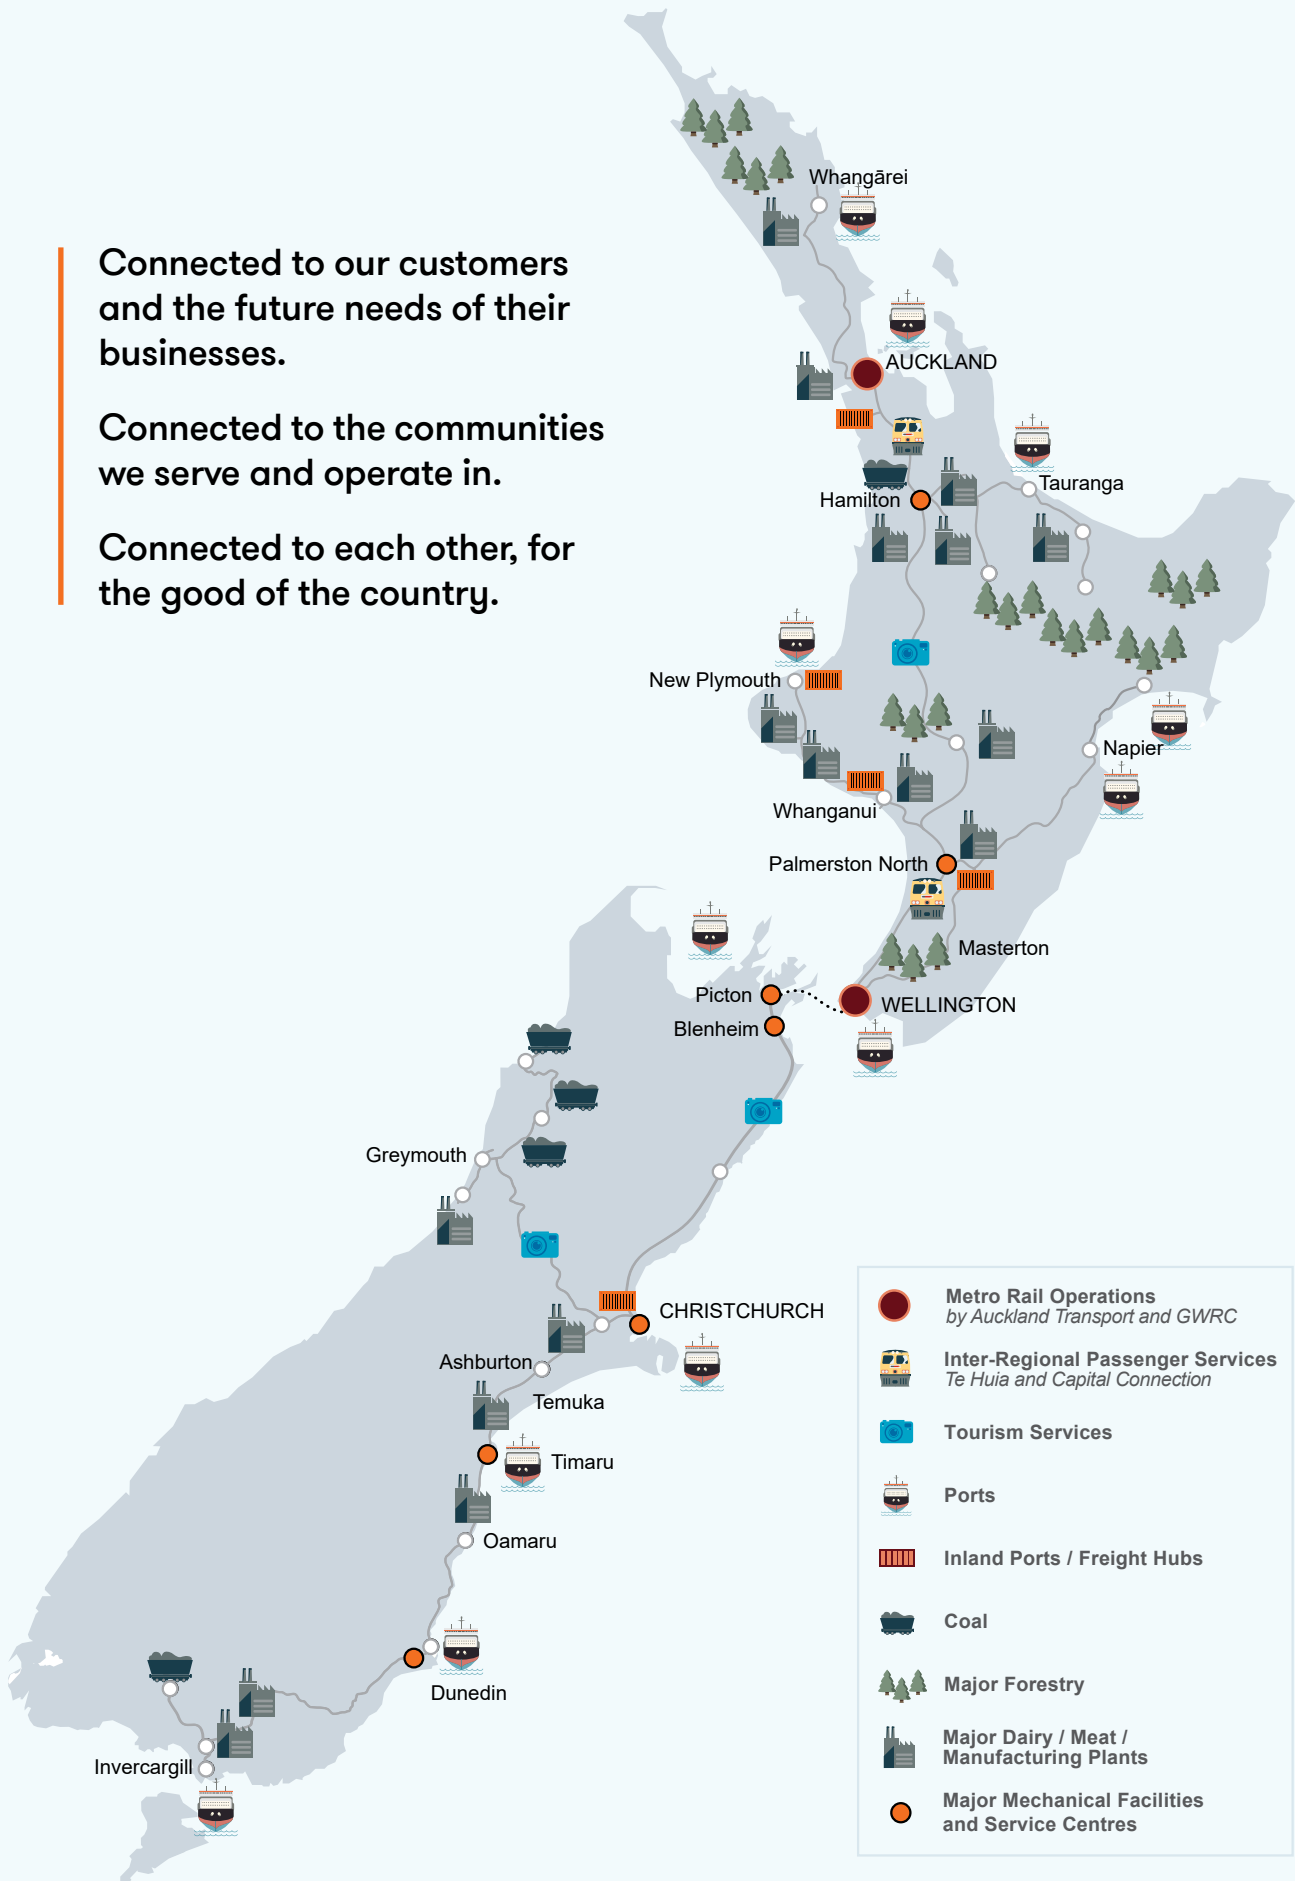 Connected to our customers
and the future needs of their
businesses.
Connected to the communities
we serve and operate in.
Connected to each other, for
the good of the country.
Whangārei
AUCKLAND
Tauranga
Hamilton
New Plymouth
Napier
Whanganui
Palmerston North
Masterton
Picton
WELLINGTON
Blenheim
Greymouth
CHRISTCHURCH
Ashburton
Temuka
Timaru
Oamaru
Dunedin
Invercargill
Metro Rail Operations
by Auckland Transport and GWRC
Inter-Regional Passenger Services
Te Huia and Capital Connection
Tourism Services
Ports
Inland Ports / Freight Hubs
Coal
Major Forestry
Major Dairy / Meat /
Manufacturing Plants
Major Mechanical Facilities
and Service Centres